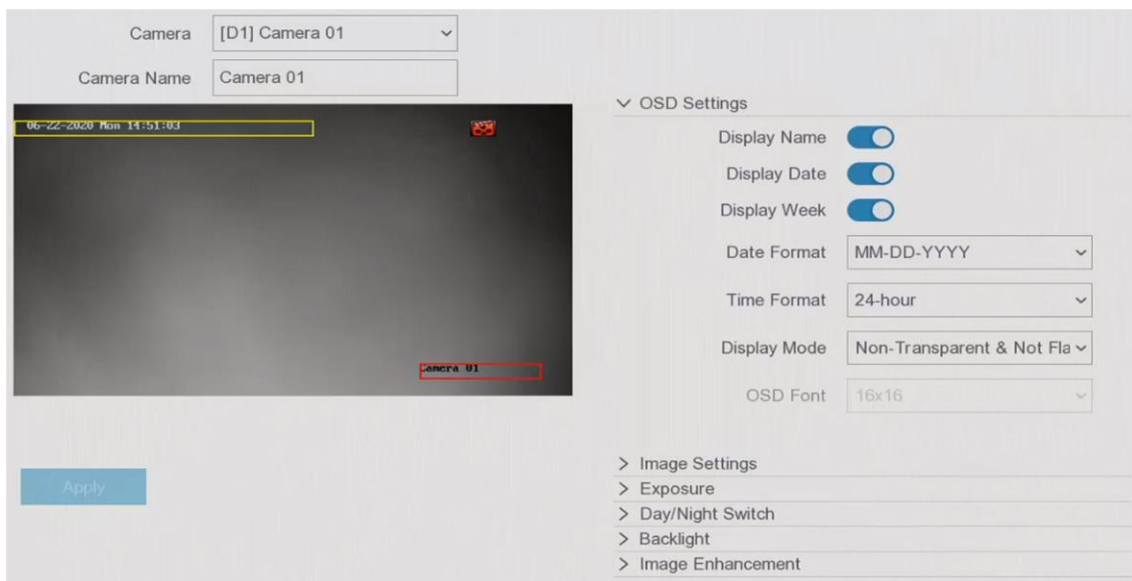 Camera [D1] Camera 01
Camera Name Camera 01
06-22-2020 Mon 14:51:03
Camera 01
Apply
OSD Settings
Display Name
Display Date
Display Week
Date Format MM-DD-YYYY
Time Format 24-hour
Display Mode Non-Transparent & Not Fla
OSD Font 16x16
Image Settings
Exposure
Day/Night Switch
Backlight
Image Enhancement